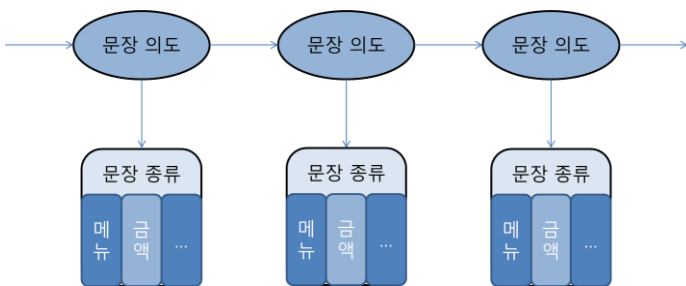 문장 의도
문장 의도
문장 의도
문장 종류
메뉴
금액
...
문장 종류
메뉴
금액
...
문장 종류
메뉴
금액
...